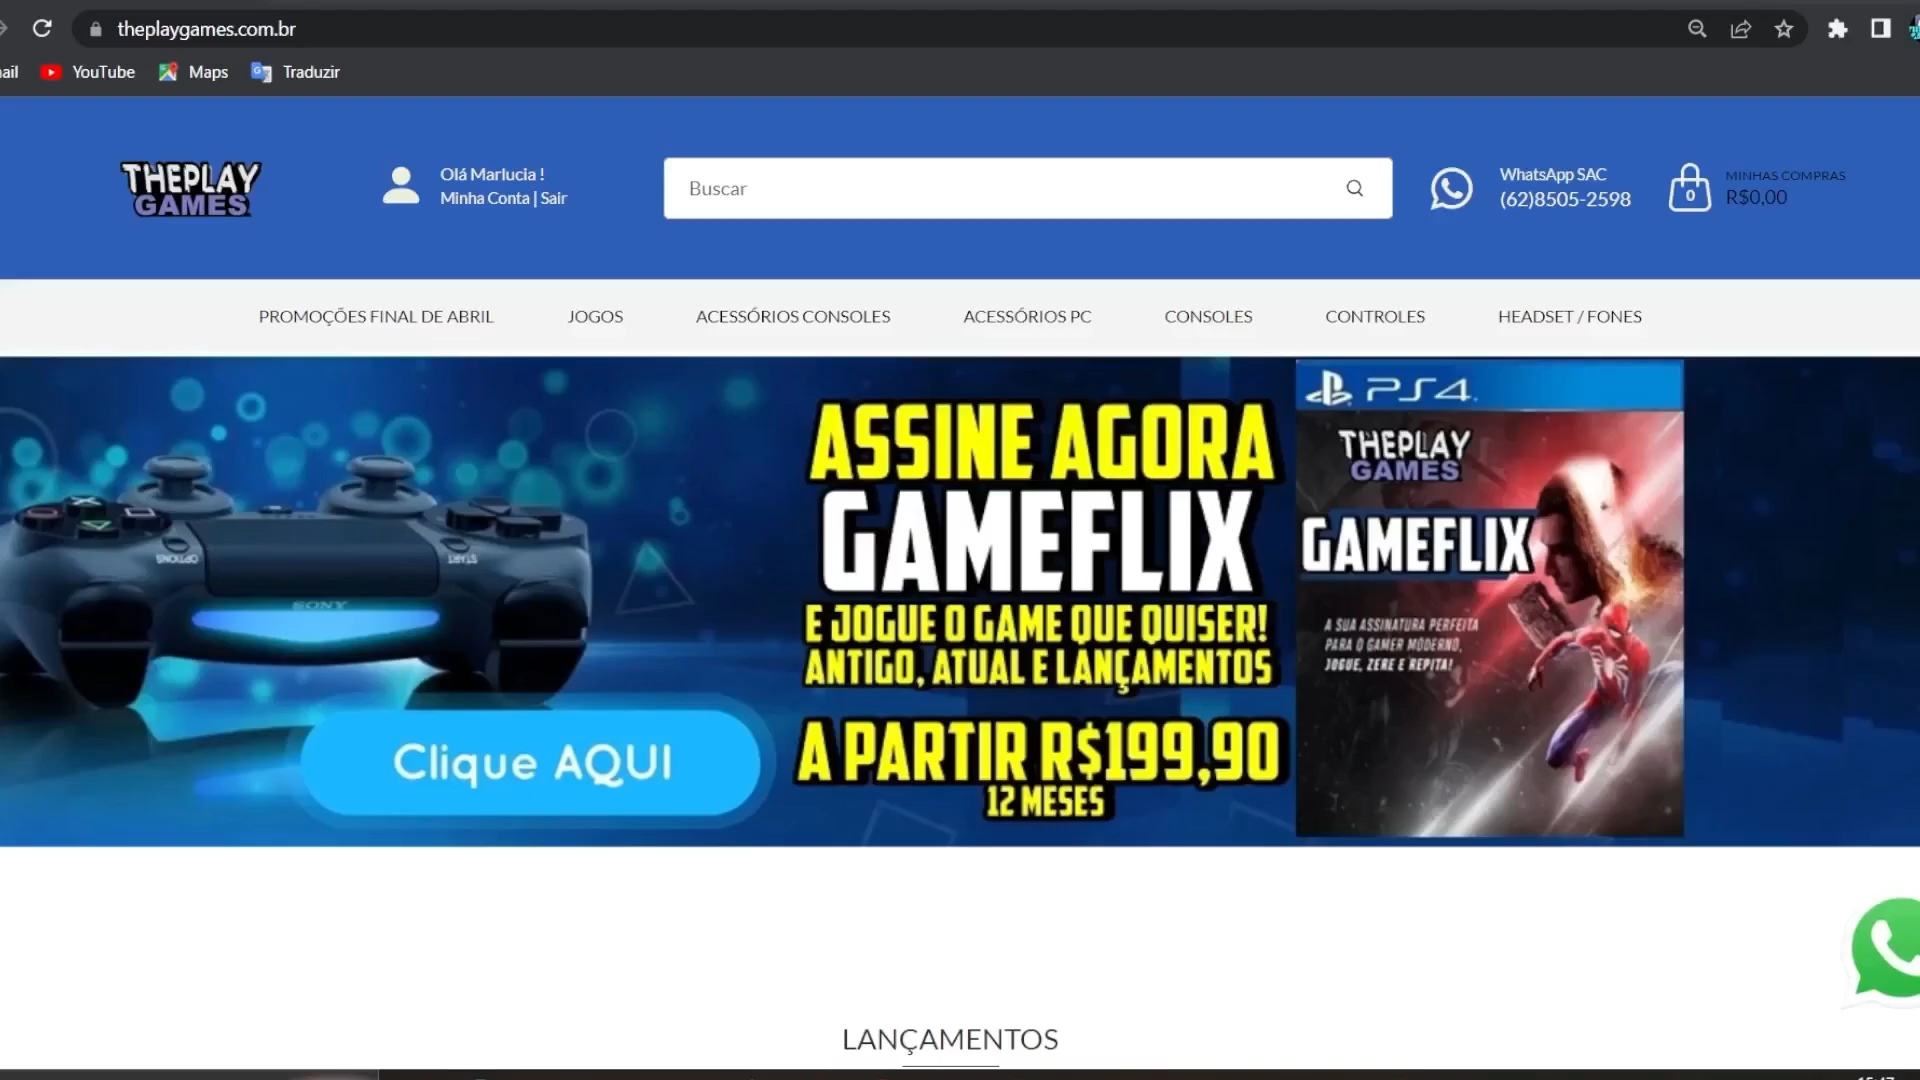 theplaygames.com.br
ail YouTube Maps Traduzir
THEPLAY
GAMES
Olá Marlucia !
Minha Conta | Sair
Buscar
WhatsApp SAC
(62)8505-2598
0
MINHAS COMPRAS
R$0,00
PROMOÇÕES FINAL DE ABRIL JOGOS ACESSÓRIOS CONSOLES ACESSÓRIOS PC CONSOLES CONTROLES HEADSET / FONES
OPTIONS
START
SONY
Clique AQUI
ASSINE AGORA
GAMEFLIX
E JOGUE O GAME QUE QUISER!
ANTIGO, ATUAL E LANÇAMENTOS
A PARTIR R$199,90
12 MESES
PS4
THEPLAY
GAMES
GAMEFLIX
A SUA ASSINATURA PERFEITA
PARA O GAMER MODERNO,
JOGUE, ZERE E REPITA!
LANÇAMENTOS